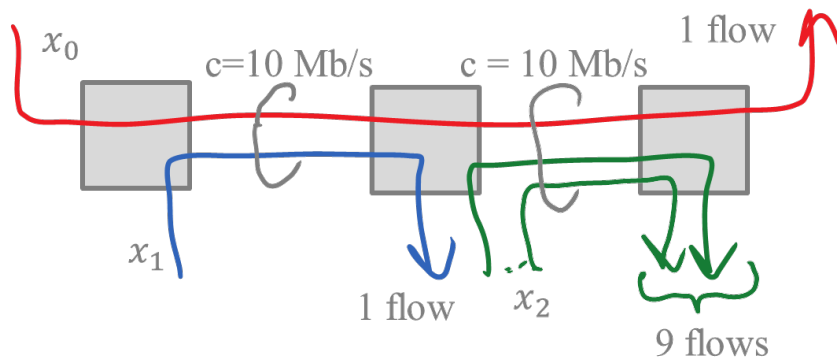 1 flow
x₀
c=10 Mb/s
c = 10 Mb/s
x₁
1 flow
x₂
9 flows